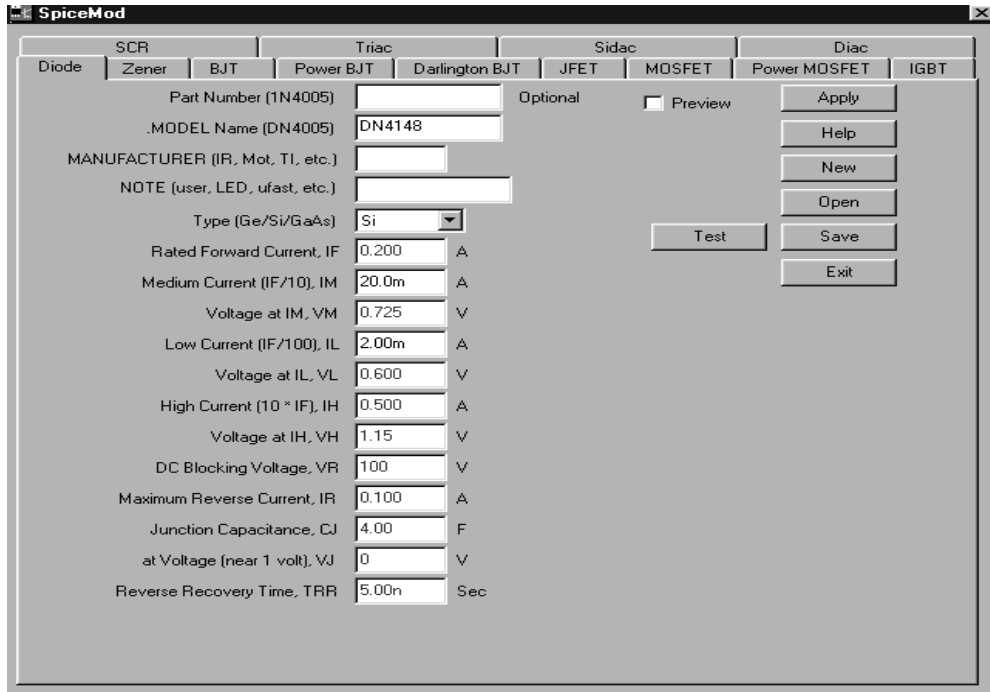 SpiceMod
SCR Triac Sidac Diac
Diode Zener BJT Power BJT Darlington BJT JFET MOSFET Power MOSFET IGBT
Part Number (1N4005) Optional Preview Apply
.MODEL Name (DN4005) DN4148 Help
MANUFACTURER (IR, Mot, TI, etc.) New
NOTE (user, LED, ufast, etc.) Open
Type (Ge/Si/GaAs) Si Test Save
Rated Forward Current, IF 0.200 A Exit
Medium Current (IF/10), IM 20.0m A
Voltage at IM, VM 0.725 V
Low Current (IF/100), IL 2.00m A
Voltage at IL, VL 0.600 V
High Current (10 * IF), IH 0.500 A
Voltage at IH, VH 1.15 V
DC Blocking Voltage, VR 100 V
Maximum Reverse Current, IR 0.100 A
Junction Capacitance, CJ 4.00 F
at Voltage (near 1 volt), VJ 0 V
Reverse Recovery Time, TRR 5.00n Sec